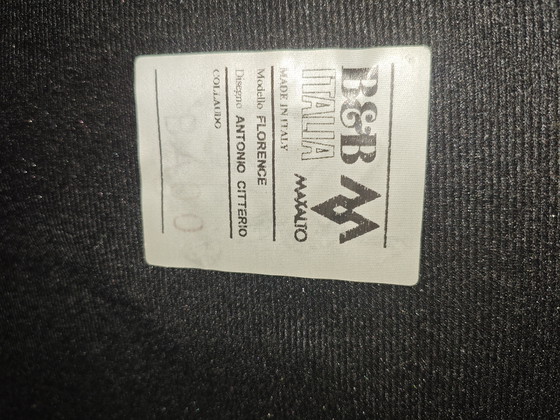 B&B
ITALIA
MAXALTO
MADE IN ITALY
Modello FLORENCE
Disegno ANTONIO CITTERIO
COLLAUDO